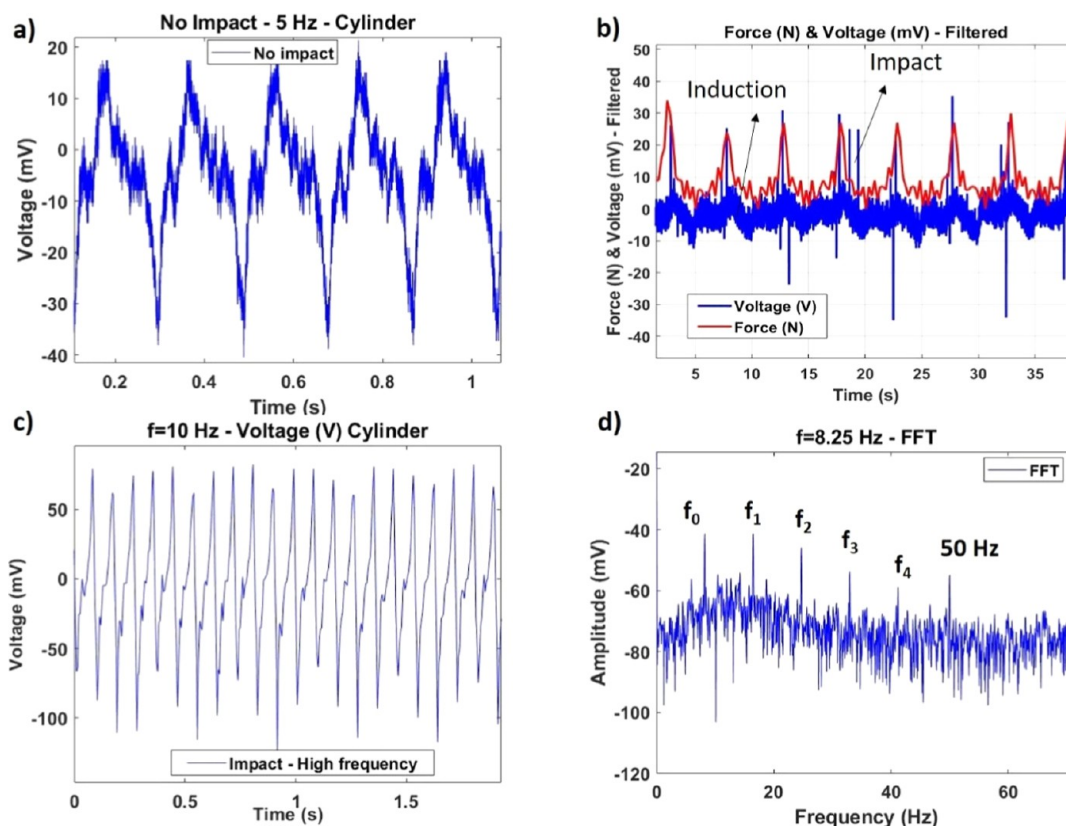 a)
No Impact - 5 Hz - Cylinder
No impact
20
10
0
-10
-20
-30
-40
Voltage (mV)
0.2
0.4
0.6
0.8
1
Time (s)
b)
Force (N) & Voltage (mV) - Filtered
Impact
Induction
50
40
30
20
10
0
-10
-20
-30
-40
Force (N) & Voltage (mV) - Filtered
Voltage (V)
Force (N)
5
10
15
20
25
30
35
Time (s)
c)
f=10 Hz - Voltage (V) Cylinder
50
0
-50
-100
Voltage (mV)
Impact - High frequency
0
0.5
1
1.5
Time (s)
d)
f=8.25 Hz - FFT
FFT
f0
f1
f2
f3
f4
50 Hz
-20
-40
-60
-80
-100
-120
Amplitude (mV)
0
20
40
60
Frequency (Hz)